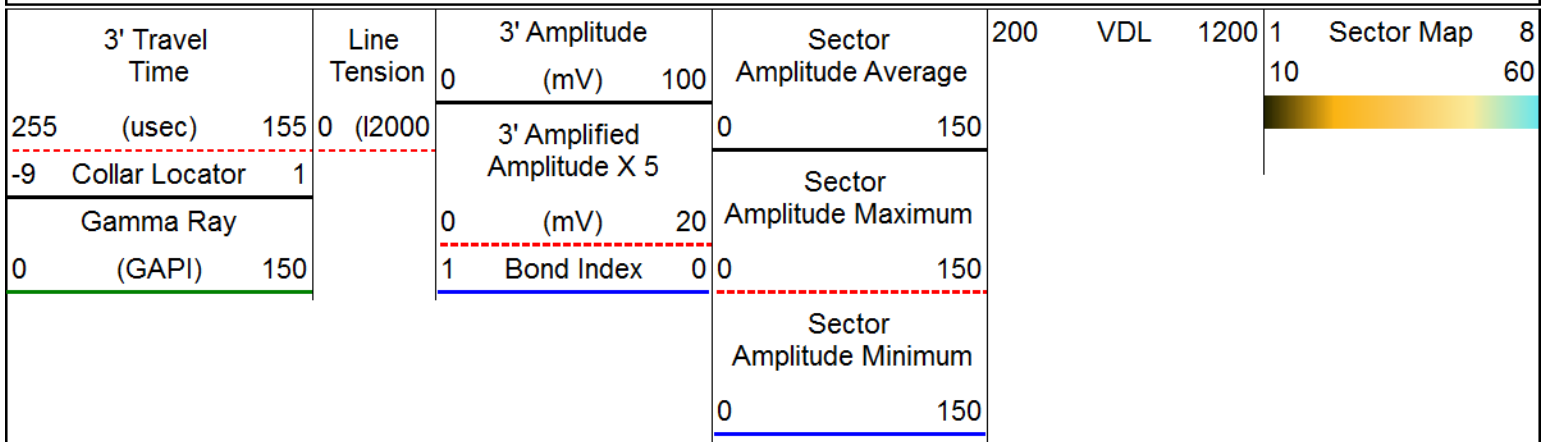 3' Travel
Time
255 (usec) 155
-9 Collar Locator 1
Gamma Ray
0 (GAPI) 150
Line
Tension
0 (l2000
3' Amplitude
0 (mV) 100
3' Amplified
Amplitude X 5
0 (mV) 20
1 Bond Index 0
Sector
Amplitude Average
0 150
Sector
Amplitude Maximum
0 150
Sector
Amplitude Minimum
0 150
200 VDL 1200
1 Sector Map 8
10 60